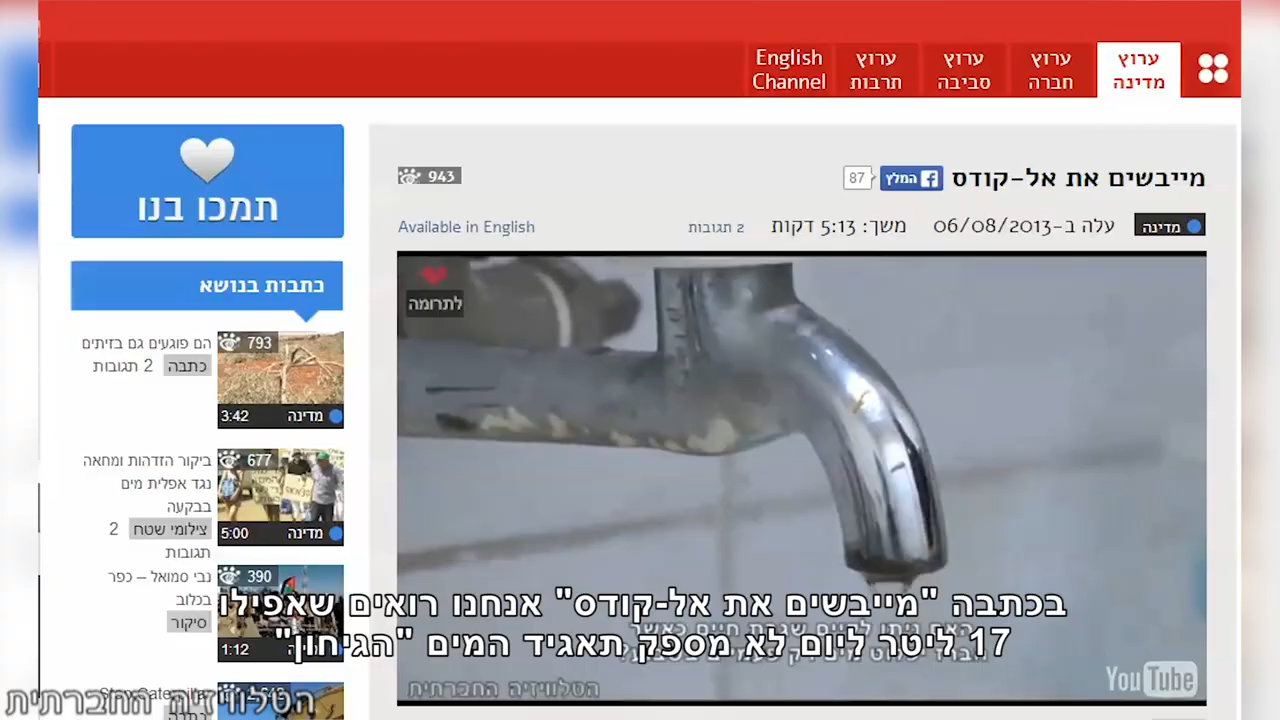 ערוץ מדינה
ערוץ חברה
ערוץ סביבה
ערוץ תרבות
English Channel
מייבשים את אל-קודס
המלץ
87
943
מדינה
עלה ב-06/08/2013
משך: 5:13 דקות
2 תגובות
Available in English
לתרומה
YouTube
הטלוויזיה החברתית
תמכו בנו
כתבות בנושא
793
מדינה
3:42
הם פוגעים גם בזיתים
כתבה 2 תגובות
677
מדינה
5:00
ביקור הזדהות ומחאה
נגד אפלית מים
בבקעה
צילומי שטח 2
תגובות
390
1:12
נבי סמואל – כפר
בכלוב
סיקור
בכתבה "מייבשים את אל-קודס" אנחנו רואים שאפילו
17 ליטר ליום לא מספק תאגיד המים "הגיחון"
הטלוויזיה החברתית